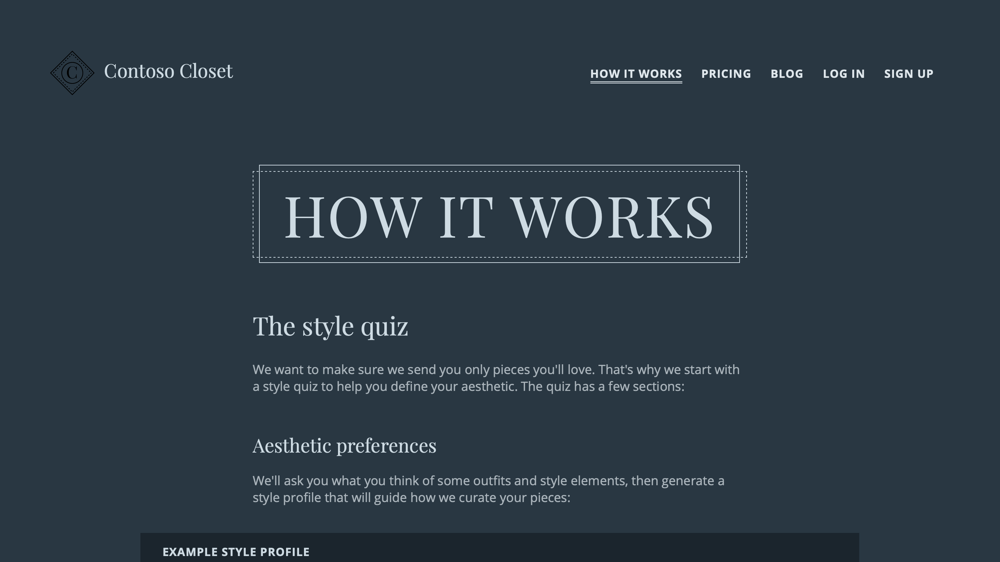 C
Contoso Closet
HOW IT WORKS
PRICING
BLOG
LOG IN
SIGN UP
HOW IT WORKS
The style quiz
We want to make sure we send you only pieces you'll love. That's why we start with
a style quiz to help you define your aesthetic. The quiz has a few sections:
Aesthetic preferences
We'll ask you what you think of some outfits and style elements, then generate a
style profile that will guide how we curate your pieces:
EXAMPLE STYLE PROFILE